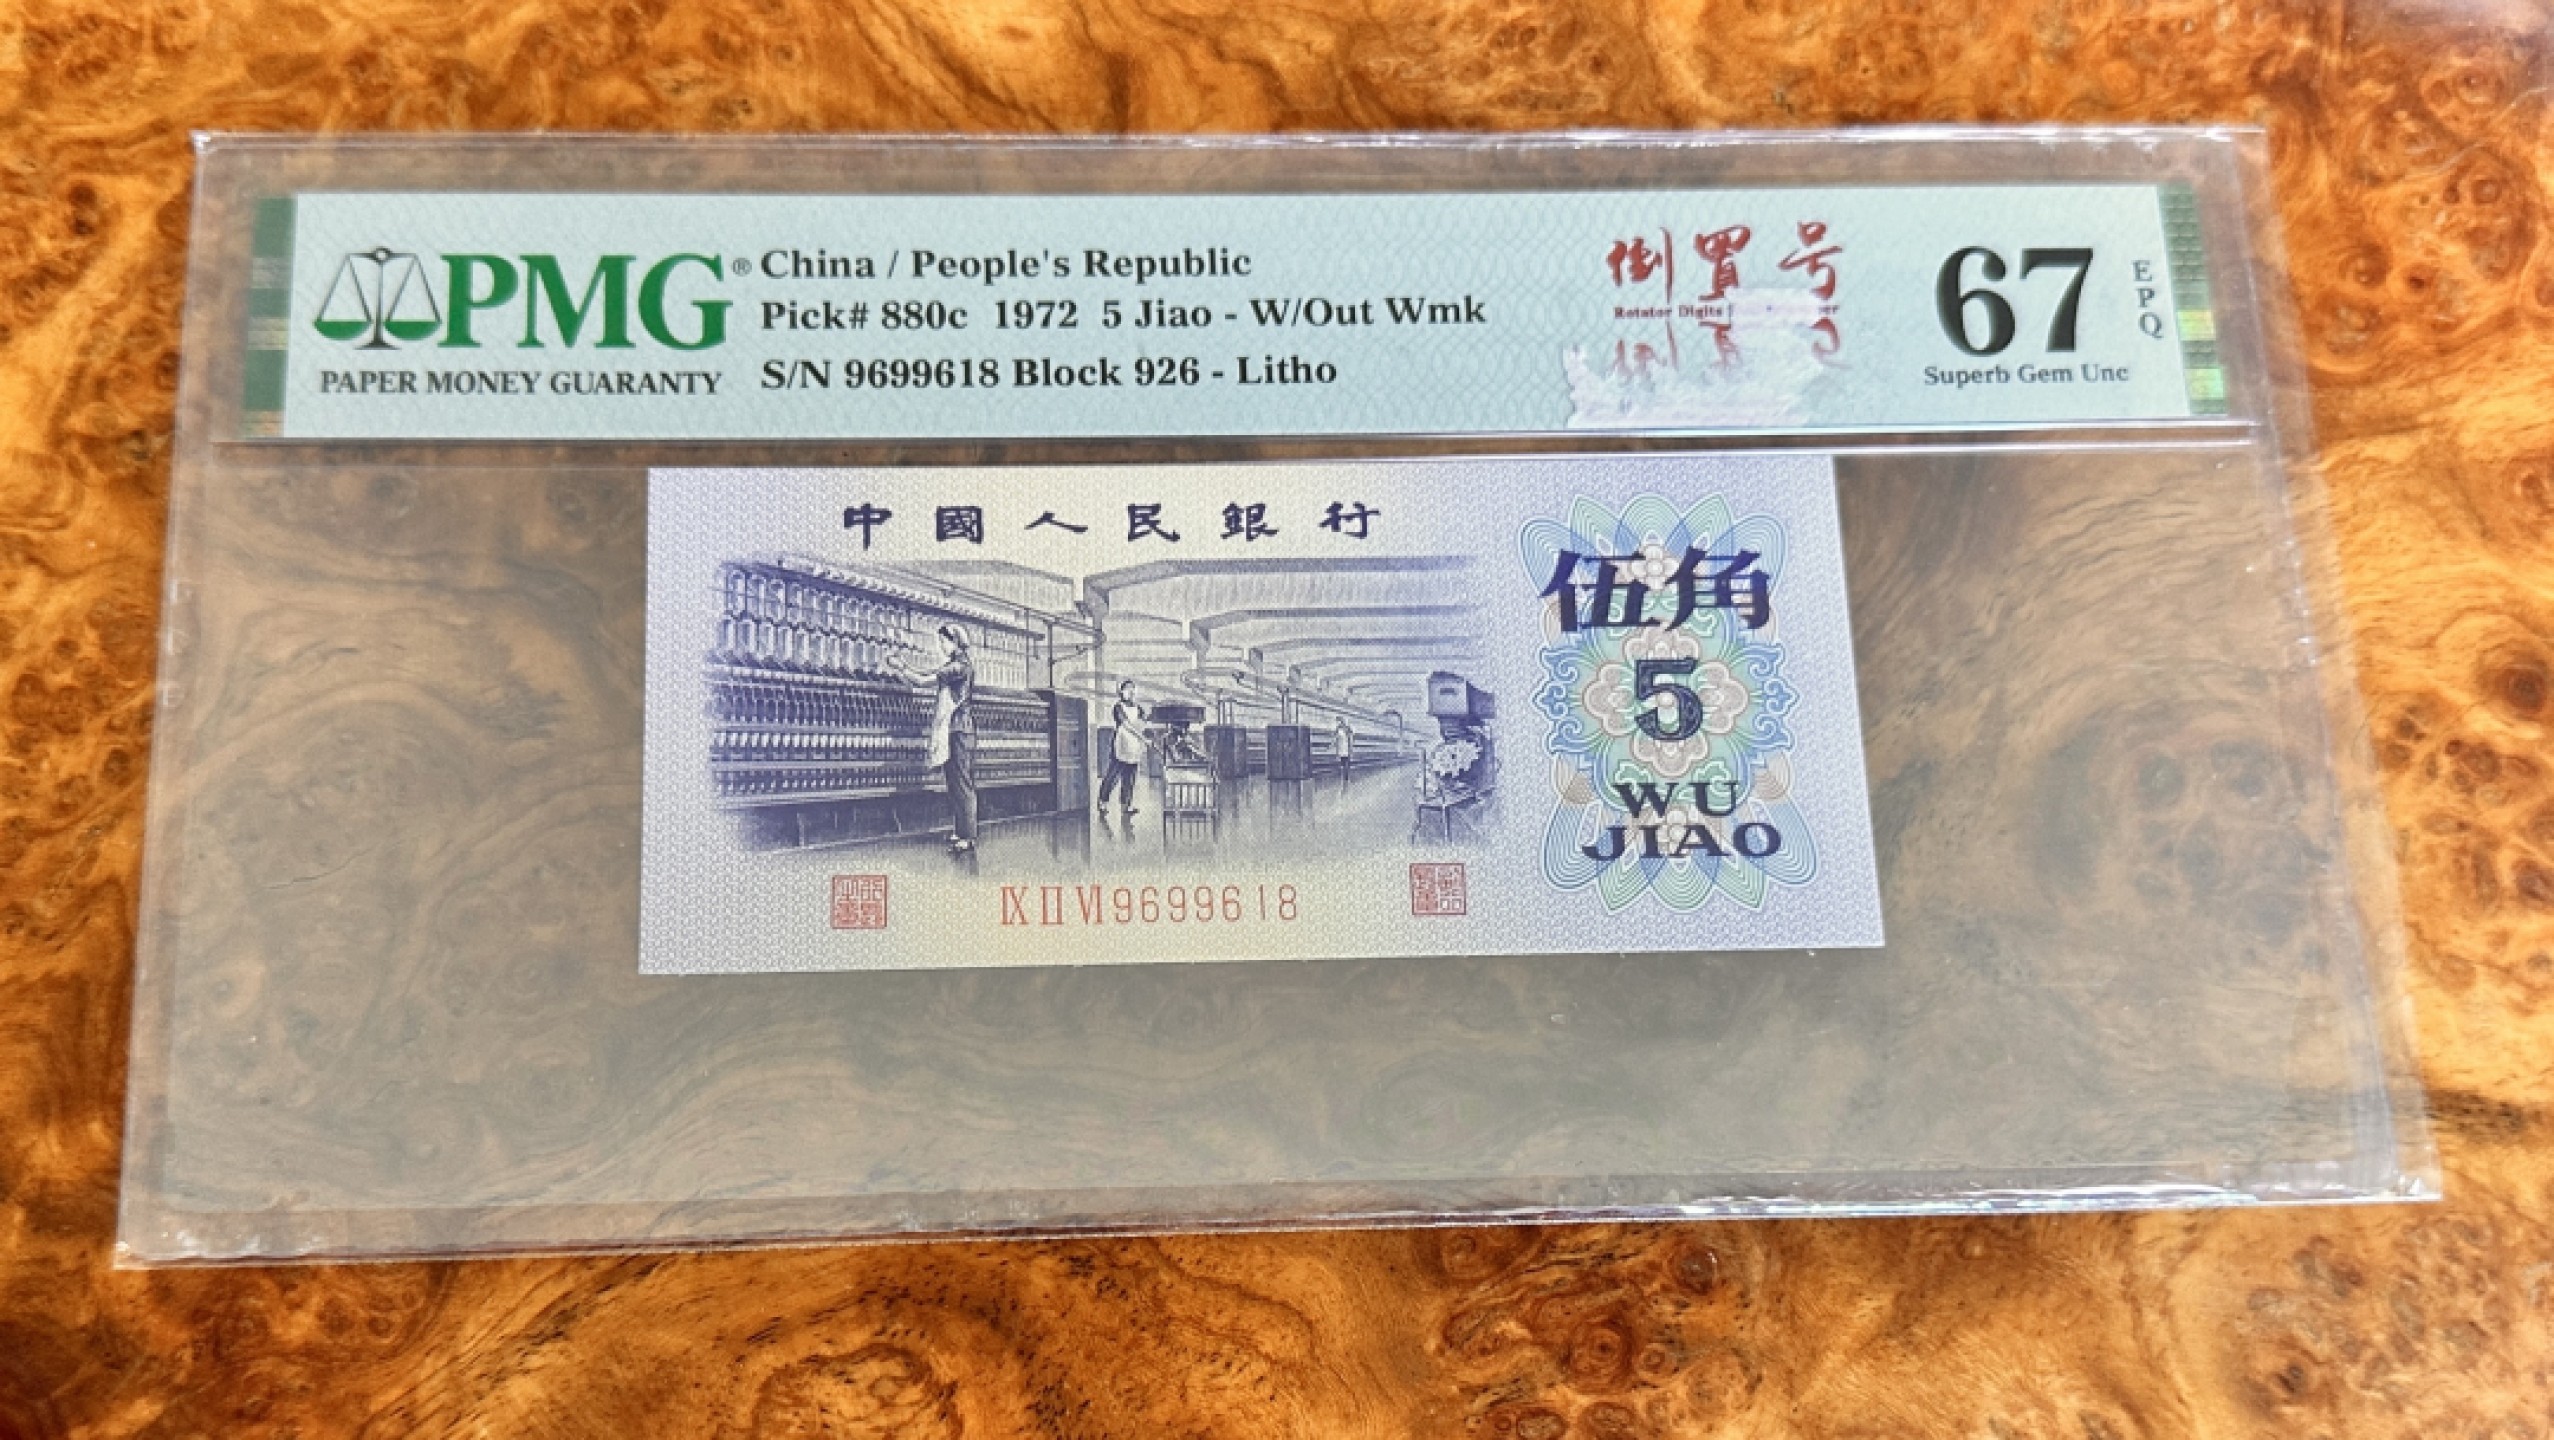 PMG®
PAPER MONEY GUARANTY
China / People's Republic
Pick# 880c 1972 5 Jiao - W/Out Wmk
S/N 9699618 Block 926 - Litho
倒置号
Rotator Digits
67
EPQ
Superb Gem Unc
中國人民銀行
伍角
5
WU
JIAO
IX II VI 9699618